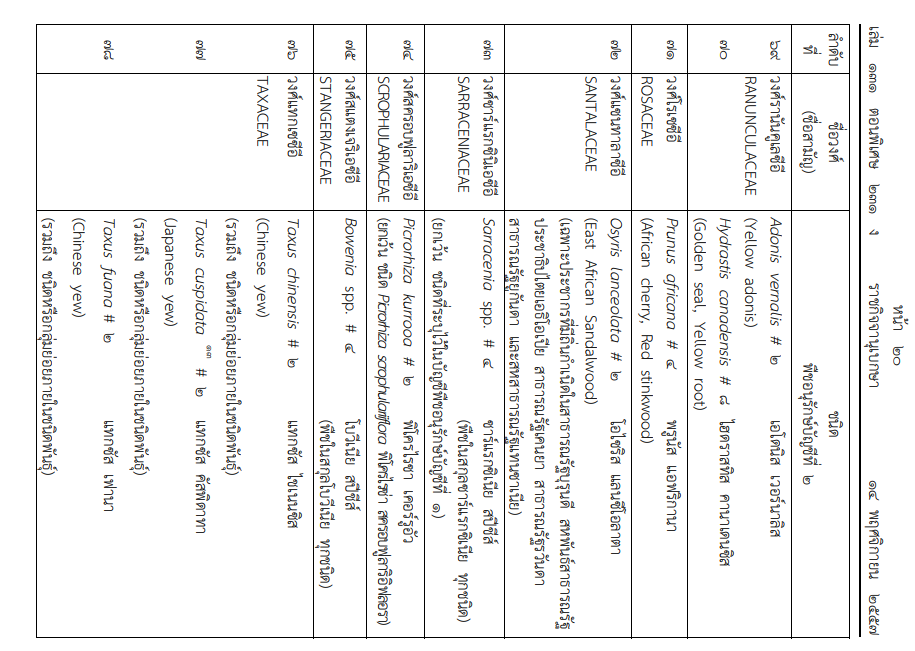 หน้า ๒๐
เล่ม ๑๓๑ ตอนพิเศษ ๒๓๑ ง ราชกิจจานุเบกษา ๑๔ พฤศจิกายน ๒๕๕๗
ลำดับ ชื่อวงศ์ ชนิด
ที่ (ชื่อสามัญ) พืชอนุรักษ์บัญชีที่ ๒
๖๙ วงศ์รานันคูเลซีอี Adonis vernalis # ๒ เอโดนิส เวอร์นาลิส
RANUNCULACEAE (Yellow adonis)
๗๐ Hydrastis canadensis # ๘ ไฮดราสทิส คานาเดนซิส
(Golden seal, Yellow root)
๗๑ วงศ์โรเซซีอี Prunus africana # ๔ พรูนัส แอฟริกานา
ROSACEAE (African cherry, Red stinkwood)
๗๒ วงศ์แซนทาลาซีอี Osyris lanceolata # ๒ โอไซริส แลนซีโอลาตา
SANTALACEAE (East African Sandalwood)
(เฉพาะประชากรที่มีถิ่นกำเนิดในสาธารณรัฐบุรุนดี สหพันธ์สาธารณรัฐ
ประชาธิปไตยเอธิโอเปีย สาธารณรัฐเคนยา สาธารณรัฐรวันดา
สาธารณรัฐยูกันดา และสหสาธารณรัฐแทนซาเนีย)
๗๓ วงศ์ซาร์แรกซินิเอซีอี Sarracenia spp. # ๔ ซาร์แรกซิเนีย สปีชีส์
SARRACENIACEAE (พืชในสกุลซาร์แรกซิเนีย ทุกชนิด)
(ยกเว้น ชนิดที่ระบุไว้ในบัญชีพืชอนุรักษ์บัญชีที่ ๑)
๗๔ วงศ์สครอบฟูลาริเอซีอี Picrorhiza kurrooa # ๒ พิโครไรซา เคอร์รูอัว
SCROPHULARIACEAE (ยกเว้น ชนิด Picrorhiza scrophulariiflora พิโครไรซา สครอบฟูลาริอิฟลอรา)
๗๕ วงศ์สแตงเจริเอซีอี Bowenia spp. # ๔ โบวีเนีย สปีชีส์
STANGERIACEAE (พืชในสกุลโบวีเนีย ทุกชนิด)
๗๖ วงศ์แทกเซซีอี Taxus chinensis # ๒ แทกซัส ไชเนนซิส
TAXACEAE (Chinese yew)
(รวมถึง ชนิดหรือกลุ่มย่อยภายในชนิดพันธุ์)
๗๗ Taxus cuspidata ๑๓ # ๒ แทกซัส คัสพิดาทา
(Japanese yew)
(รวมถึง ชนิดหรือกลุ่มย่อยภายในชนิดพันธุ์)
๗๘ Taxus fuana # ๒ แทกซัส เฟานา
(Chinese yew)
(รวมถึง ชนิดหรือกลุ่มย่อยภายในชนิดพันธุ์)